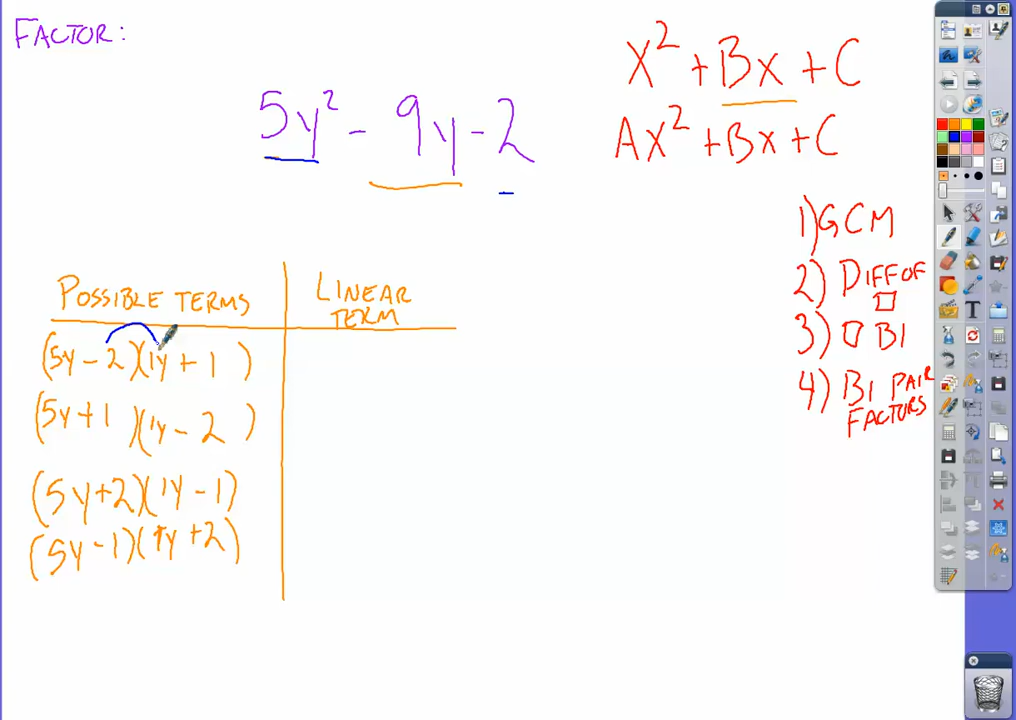 FACTOR:
5y² - 9y - 2
X² + Bx + C
Ax² + Bx + C
1) GCM
2) DIFF OF □
3) □ BI
4) BI PAIR
FACTORS
POSSIBLE TERMS
LINEAR
TERM
(5y - 2)(1y + 1 )
(5y + 1 )(1y - 2 )
(5y + 2)(1y - 1)
(5y - 1)(1y + 2)
T